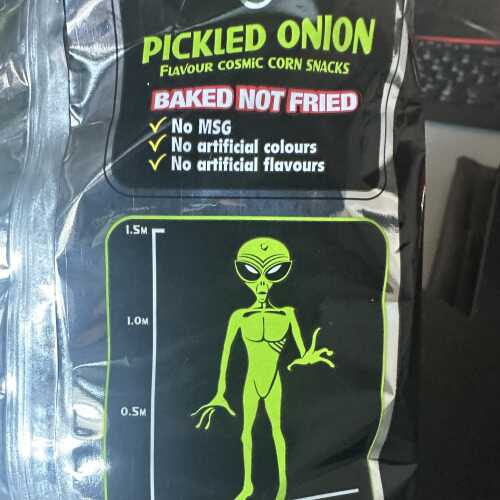 PICKLED ONION
FLAVOUR COSMIC CORN SNACKS
BAKED NOT FRIED
No MSG
No artificial colours
No artificial flavours
1.5M
1.0M
0.5M